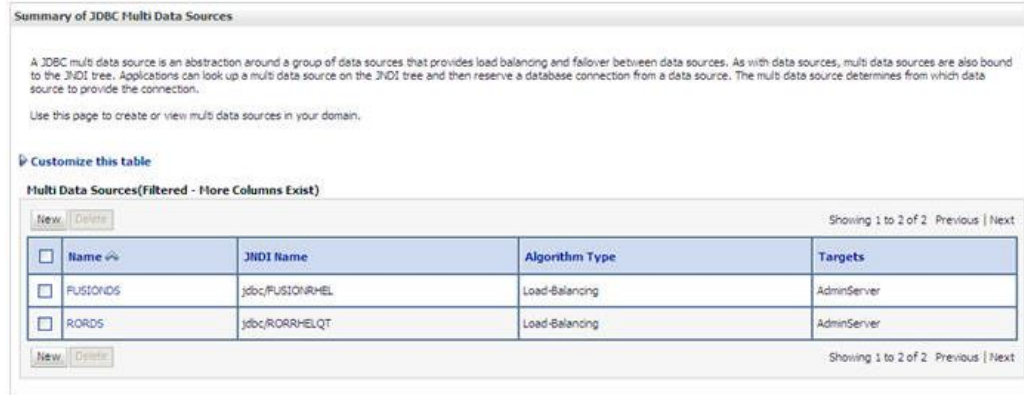 Summary of JDBC Multi Data Sources
A JDBC multi data source is an abstraction around a group of data sources that provides load balancing and failover between data sources. As with data sources, multi data sources are also bound
to the JNDI tree. Applications can look up a multi data source on the JNDI tree and then reserve a database connection from a data source. The multi data source determines from which data
source to provide the connection.
Use this page to create or view multi data sources in your domain.
Customize this table
Multi Data Sources(Filtered - More Columns Exist)
New Delete Showing 1 to 2 of 2 Previous | Next
Name JNDI Name Algorithm Type Targets
FUSIONDS jdbc/FUSIONRHEL Load-Balancing AdminServer
RORDS jdbc/RORRHELQT Load-Balancing AdminServer
New Delete Showing 1 to 2 of 2 Previous | Next